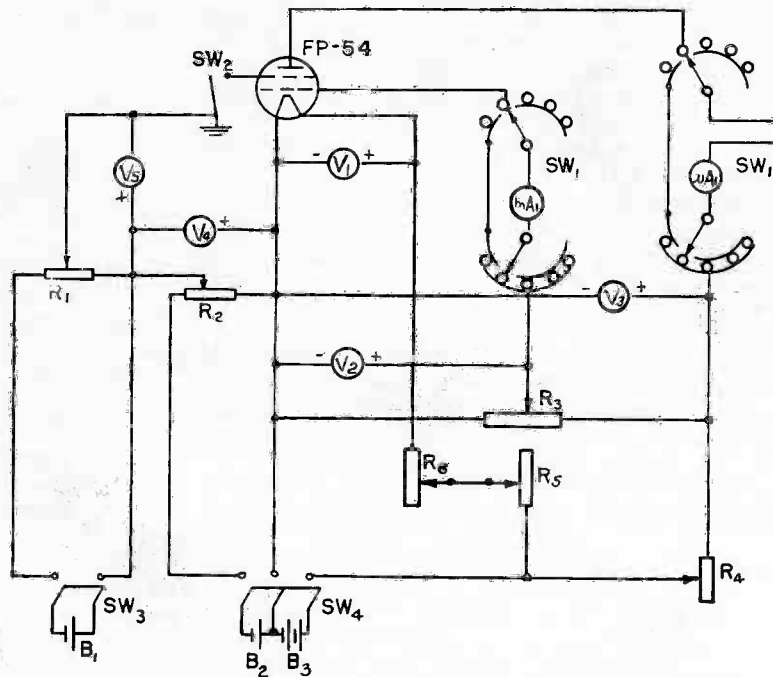 FP-54
SW2
SW1
SW1
V5
+
- V1 +
mA1
µA1
V4 +
R1
R2
- V3 +
- V2 +
R3
R6
R5
R4
SW3
SW4
B1
B2
B3